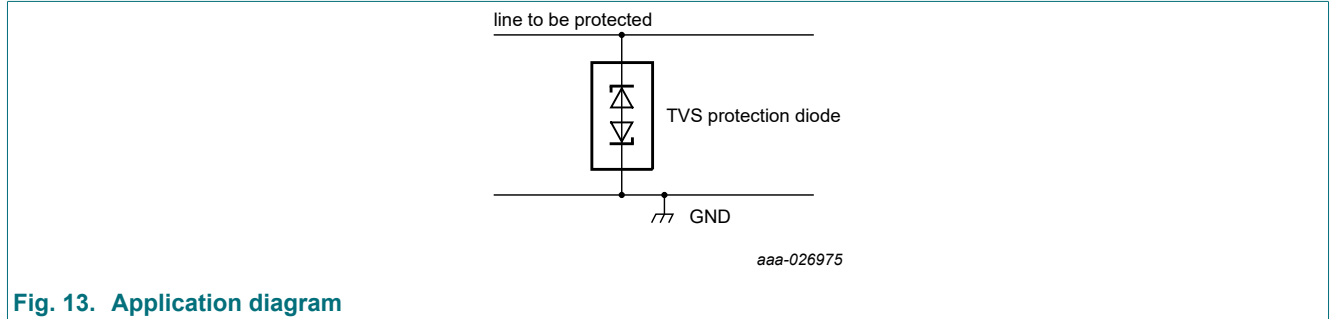 line to be protected
TVS protection diode
GND
aaa-026975
Fig. 13. Application diagram